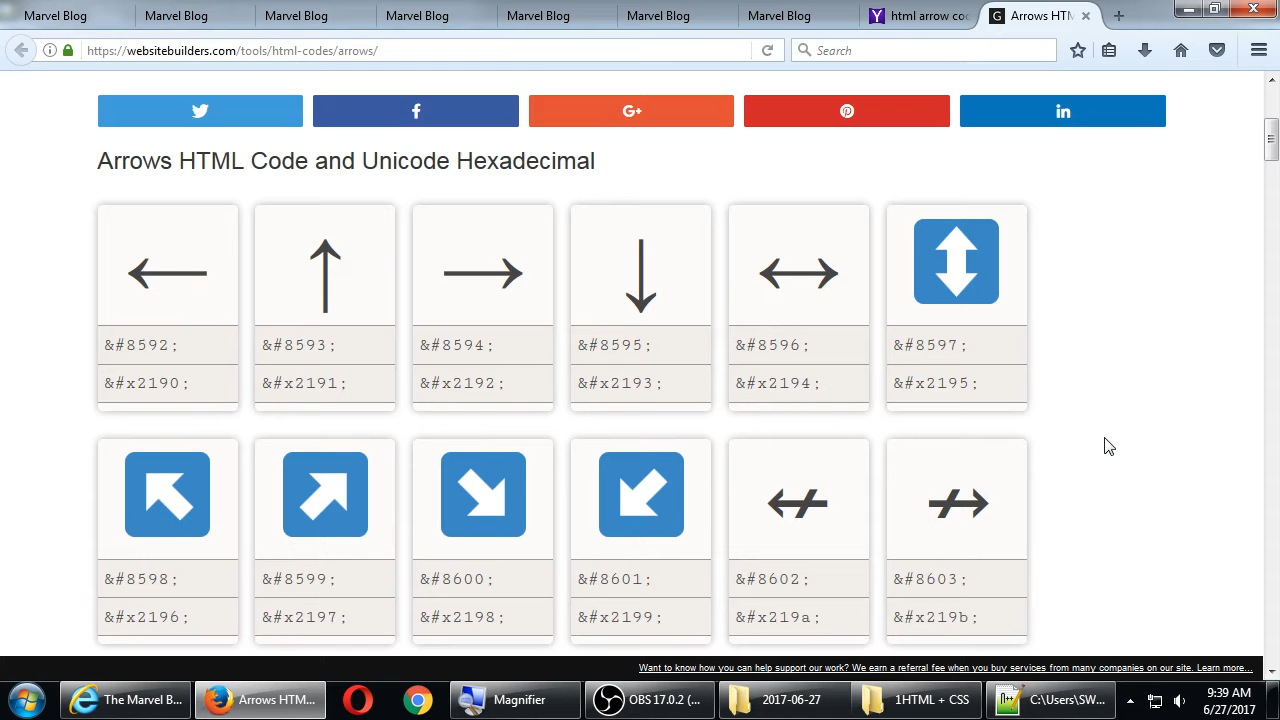 Marvel Blog Marvel Blog Marvel Blog Marvel Blog Marvel Blog Marvel Blog Marvel Blog html arrow co Arrows HTM
https://websitebuilders.com/tools/html-codes/arrows/ Search
G+
Arrows HTML Code and Unicode Hexadecimal
&#8592; &#8593; &#8594; &#8595; &#8596; &#8597;
&#x2190; &#x2191; &#x2192; &#x2193; &#x2194; &#x2195;
&#8598; &#8599; &#8600; &#8601; &#8602; &#8603;
&#x2196; &#x2197; &#x2198; &#x2199; &#x219a; &#x219b;
Want to know how you can help support our work? We earn a referral fee when you buy services from many companies on our site. Learn more...
The Marvel B... Arrows HTM... Magnifier OBS 17.0.2 (... 2017-06-27 1HTML + CSS C:\Users\SW... 9:39 AM
6/27/2017